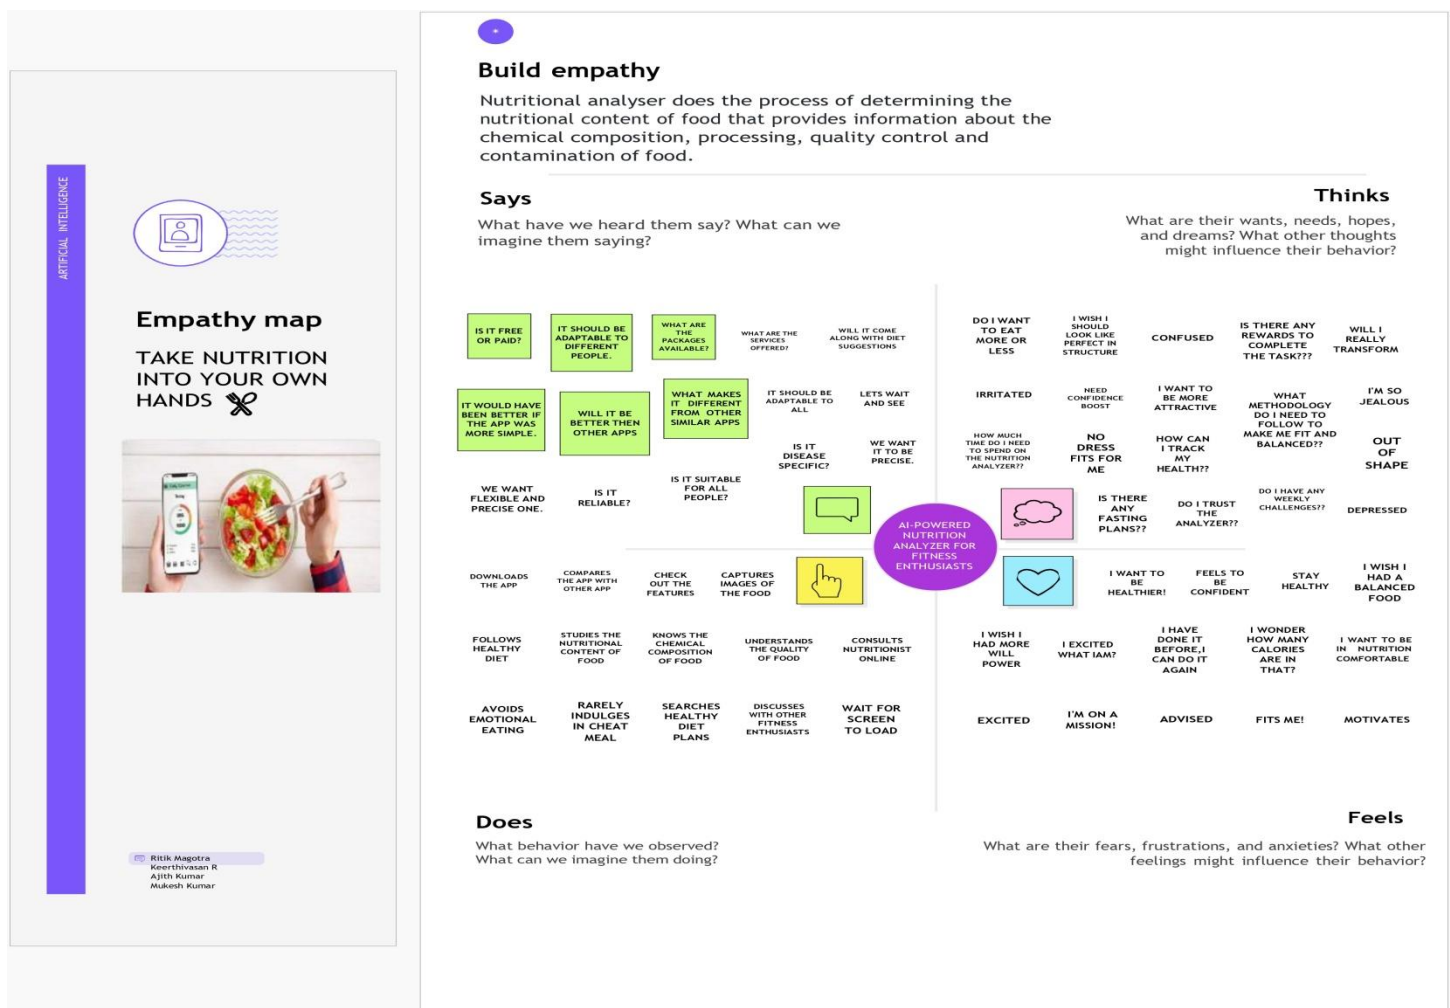 ARTIFICIAL INTELLIGENCE
Empathy map
TAKE NUTRITION
INTO YOUR OWN
HANDS
Ritik Magotra
Keerthivasan R
Ajith Kumar
Mukesh Kumar
Build empathy
Nutritional analyser does the process of determining the
nutritional content of food that provides information about the
chemical composition, processing, quality control and
contamination of food.
Says
What have we heard them say? What can we
imagine them saying?
Thinks
What are their wants, needs, hopes,
and dreams? What other thoughts
might influence their behavior?
IS IT FREE
OR PAID?
IT SHOULD BE
ADAPTABLE TO
DIFFERENT
PEOPLE.
WHAT ARE
THE
PACKAGES
AVAILABLE?
WHAT ARE THE
SERVICES
OFFERED?
WILL IT COME
ALONG WITH DIET
SUGGESTIONS
IT WOULD HAVE
BEEN BETTER IF
THE APP WAS
MORE SIMPLE.
WILL IT BE
BETTER THEN
OTHER APPS
WHAT MAKES
IT DIFFERENT
FROM OTHER
SIMILAR APPS
IT SHOULD BE
ADAPTABLE TO
ALL
LETS WAIT
AND SEE
IS IT
DISEASE
SPECIFIC?
WE WANT
IT TO BE
PRECISE.
WE WANT
FLEXIBLE AND
PRECISE ONE.
IS IT
RELIABLE?
IS IT SUITABLE
FOR ALL
PEOPLE?
DO I WANT
TO EAT
MORE OR
LESS
I WISH I
SHOULD
LOOK LIKE
PERFECT IN
STRUCTURE
CONFUSED
IS THERE ANY
REWARDS TO
COMPLETE
THE TASK???
WILL I
REALLY
TRANSFORM
IRRITATED
NEED
CONFIDENCE
BOOST
I WANT TO
BE MORE
ATTRACTIVE
WHAT
METHODOLOGY
DO I NEED TO
FOLLOW TO
MAKE ME FIT AND
BALANCED??
I'M SO
JEALOUS
HOW MUCH
TIME DO I NEED
TO SPEND ON
THE NUTRITION
ANALYZER??
NO
DRESS
FITS FOR
ME
HOW CAN
I TRACK
MY
HEALTH??
OUT
OF
SHAPE
IS THERE
ANY
FASTING
PLANS??
DO I TRUST
THE
ANALYZER??
DO I HAVE ANY
WEEKLY
CHALLENGES??
DEPRESSED
AI-POWERED
NUTRITION
ANALYZER FOR
FITNESS
ENTHUSIASTS
DOWNLOADS
THE APP
COMPARES
THE APP WITH
OTHER APP
CHECK
OUT THE
FEATURES
CAPTURES
IMAGES OF
THE FOOD
FOLLOWS
HEALTHY
DIET
STUDIES THE
NUTRITIONAL
CONTENT OF
FOOD
KNOWS THE
CHEMICAL
COMPOSITION
OF FOOD
UNDERSTANDS
THE QUALITY
OF FOOD
CONSULTS
NUTRITIONIST
ONLINE
AVOIDS
EMOTIONAL
EATING
RARELY
INDULGES
IN CHEAT
MEAL
SEARCHES
HEALTHY
DIET
PLANS
DISCUSSES
WITH OTHER
FITNESS
ENTHUSIASTS
WAIT FOR
SCREEN
TO LOAD
I WANT TO
BE
HEALTHIER!
FEELS TO
BE
CONFIDENT
STAY
HEALTHY
I WISH I
HAD A
BALANCED
FOOD
I WISH I
HAD MORE
WILL
POWER
I EXCITED
WHAT IAM?
I HAVE
DONE IT
BEFORE,I
CAN DO IT
AGAIN
I WONDER
HOW MANY
CALORIES
ARE IN
THAT?
I WANT TO BE
IN NUTRITION
COMFORTABLE
EXCITED
I'M ON A
MISSION!
ADVISED
FITS ME!
MOTIVATES
Does
What behavior have we observed?
What can we imagine them doing?
Feels
What are their fears, frustrations, and anxieties? What other
feelings might influence their behavior?